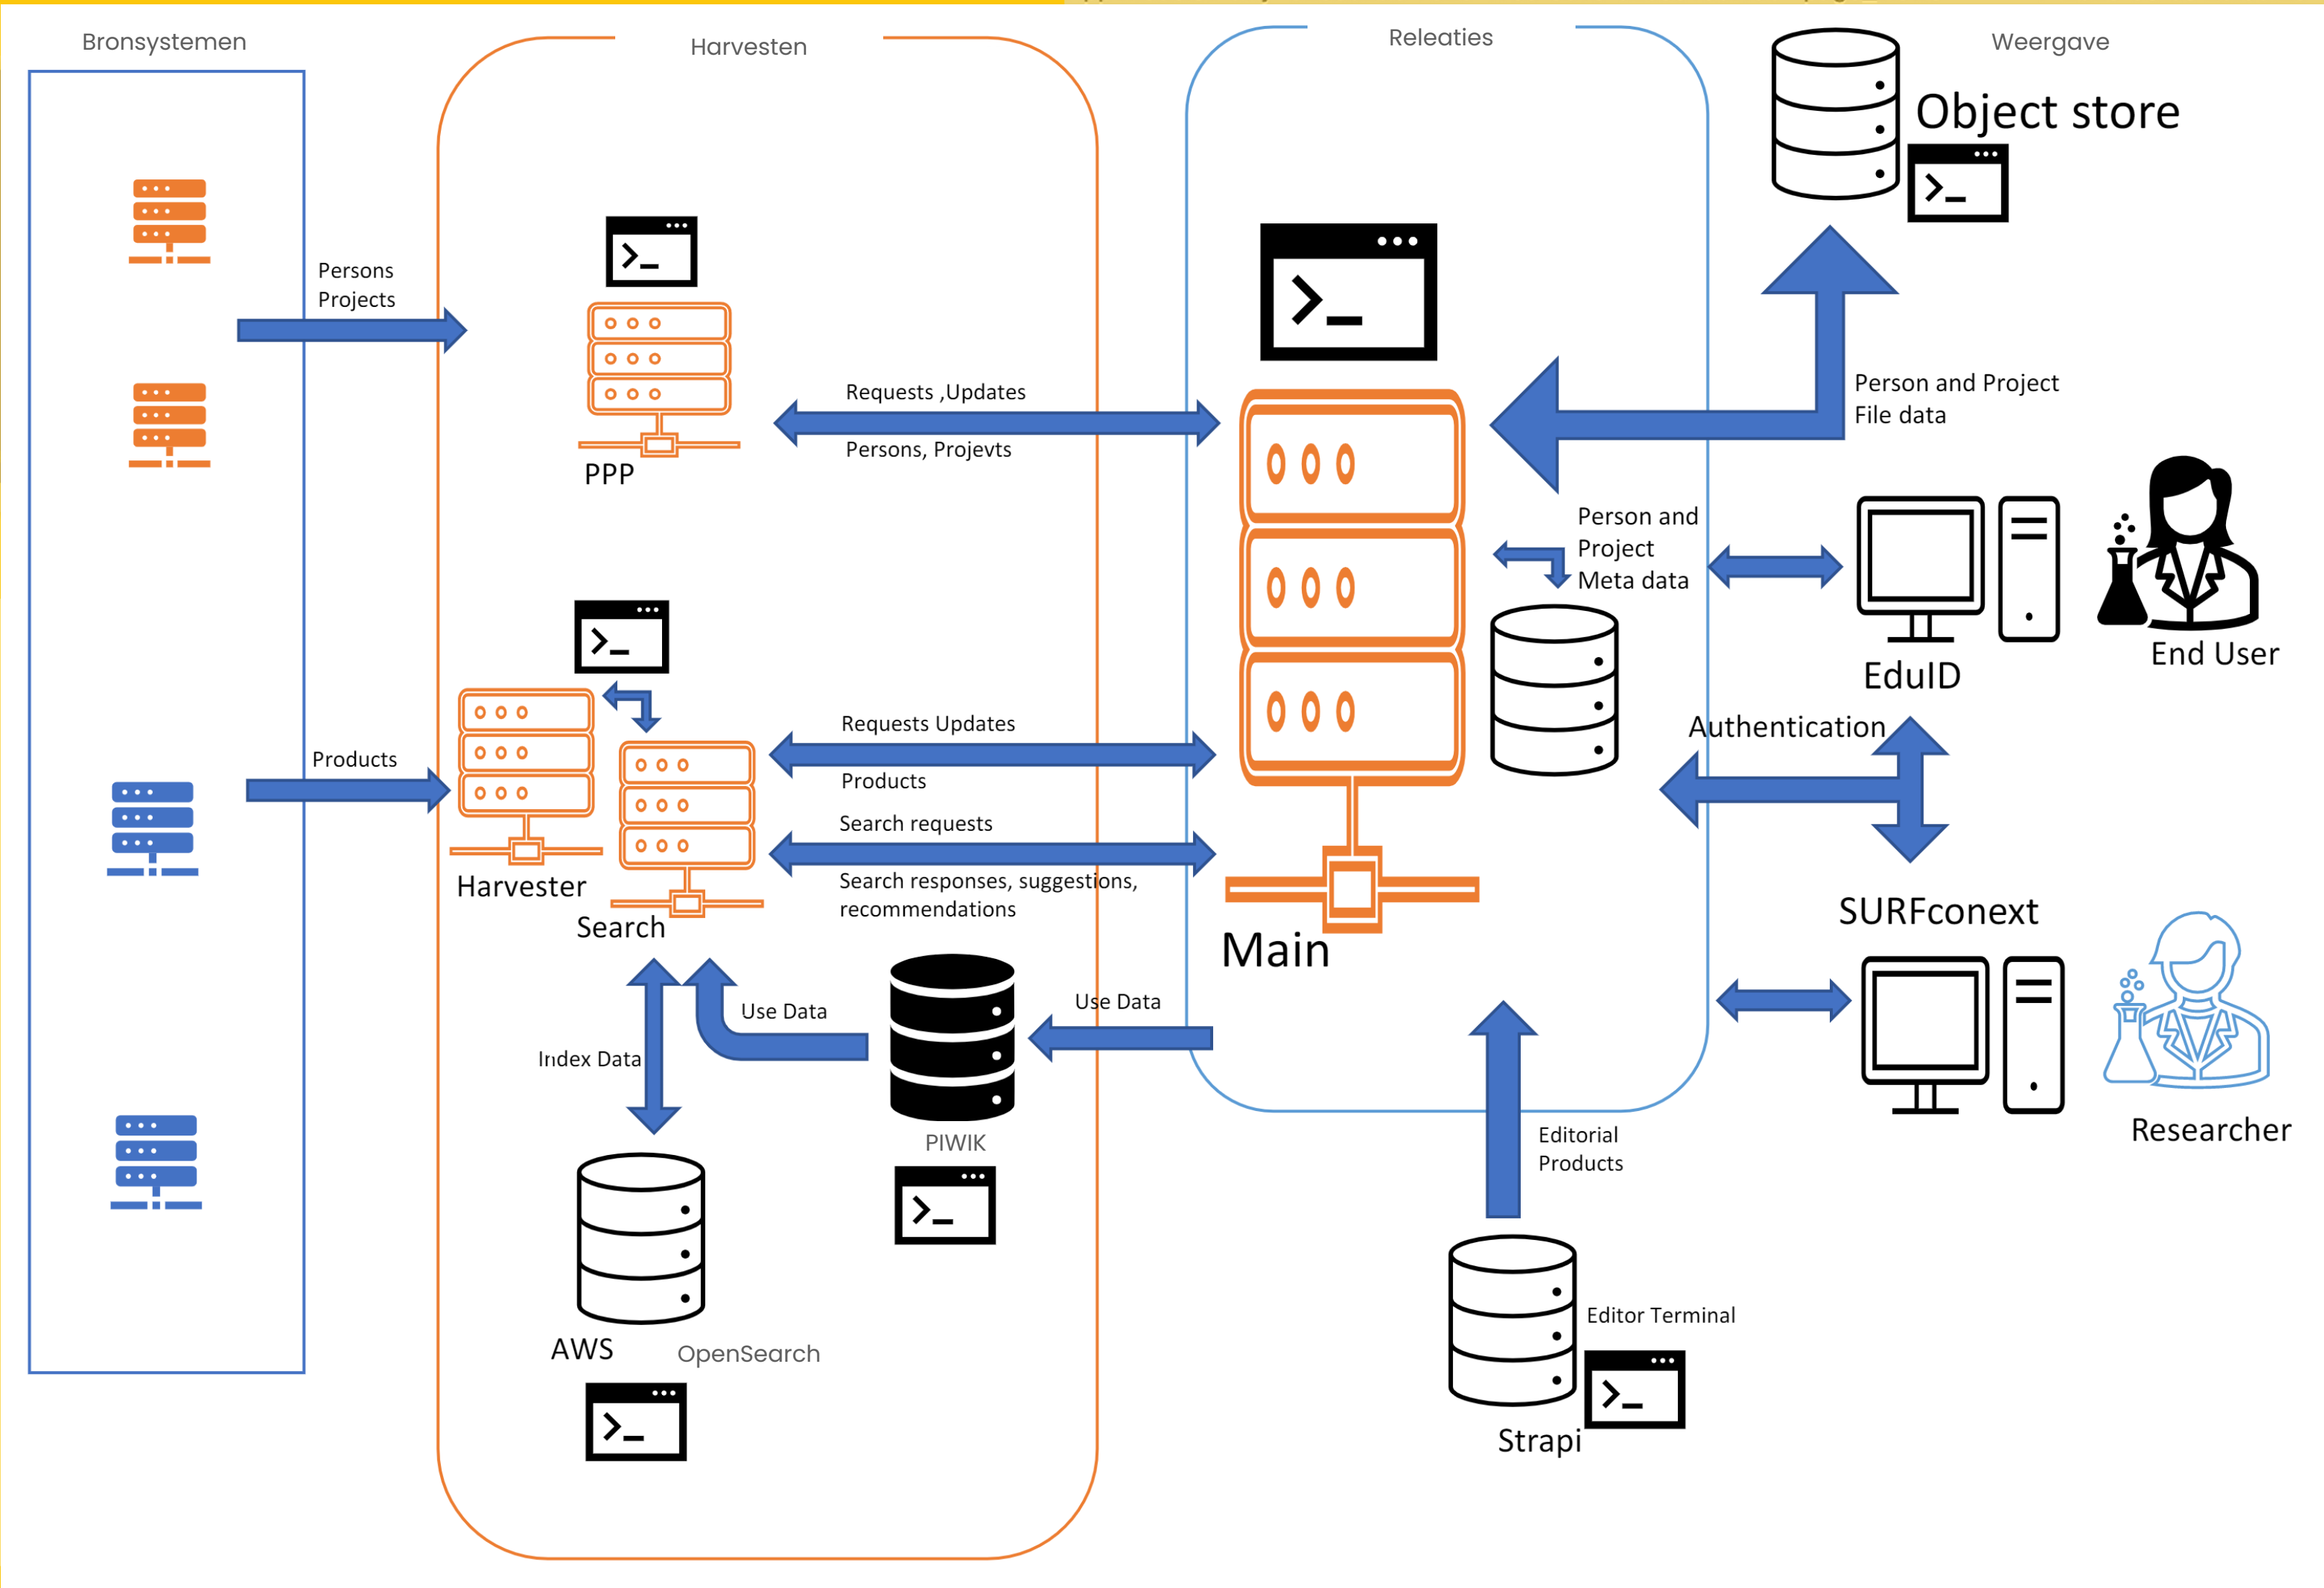 Bronsystemen
Harvesten
Releaties
Weergave
Object store
Persons
Projects
Requests ,Updates
Persons, Projevts
PPP
Person and Project
File data
Person and
Project
Meta data
EduID
End User
Authentication
Products
Requests Updates
Products
Search requests
Search responses, suggestions,
recommendations
Harvester
Search
Main
SURFconext
Use Data
Use Data
Index Data
PIWIK
Editorial
Products
Researcher
AWS
OpenSearch
Editor Terminal
Strapi